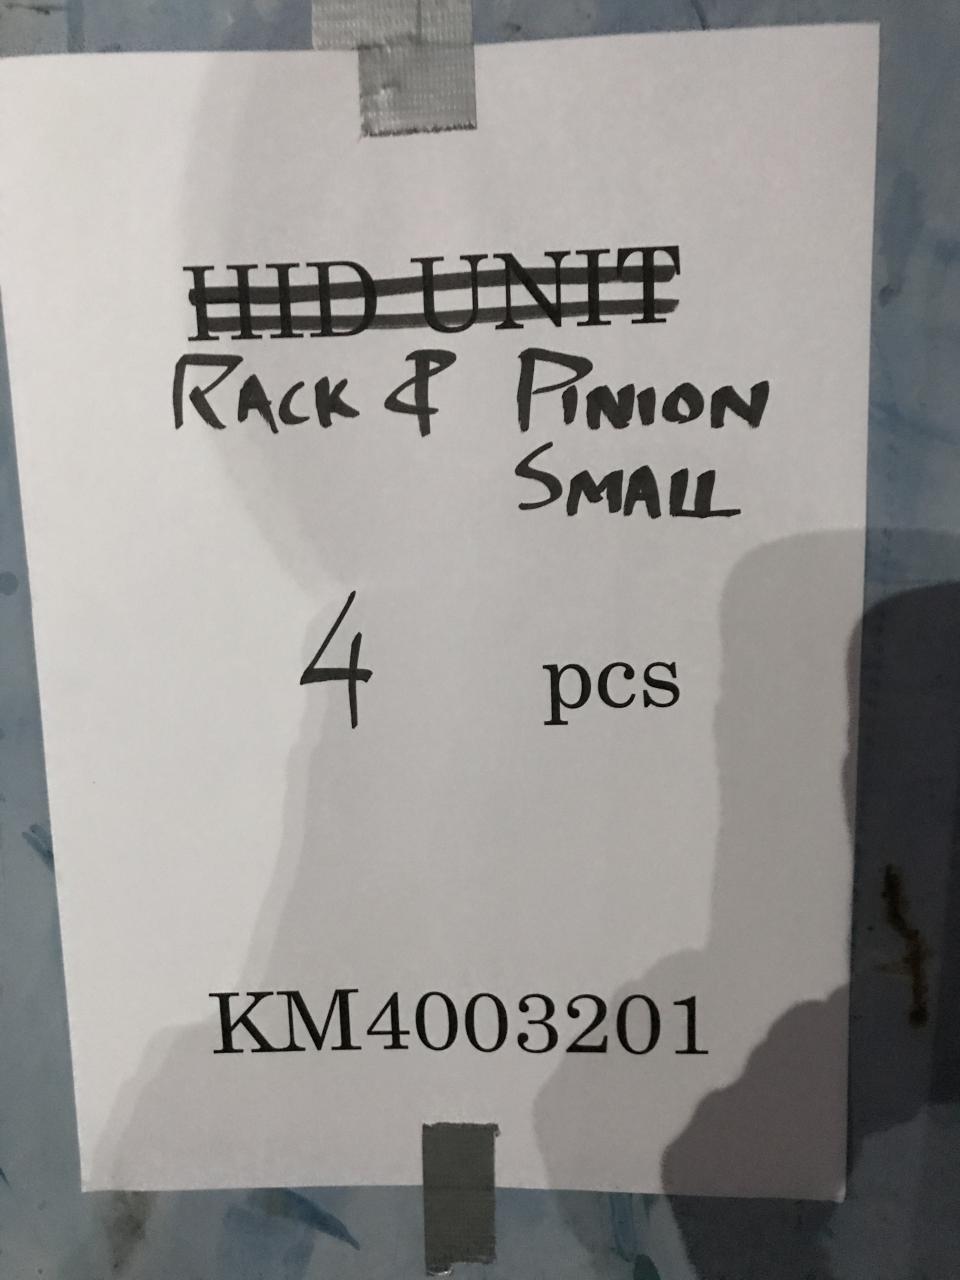 HID UNIT
RACK & PINION
SMALL
4 pcs
KM4003201